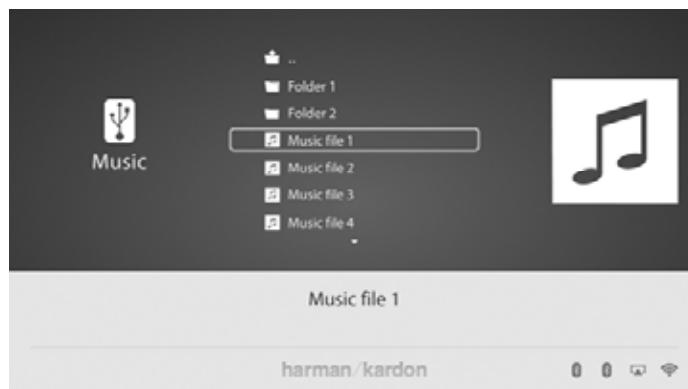 ..
Folder 1
Folder 2
Music file 1
Music
Music file 2
Music file 3
Music file 4
Music file 1
harman/kardon